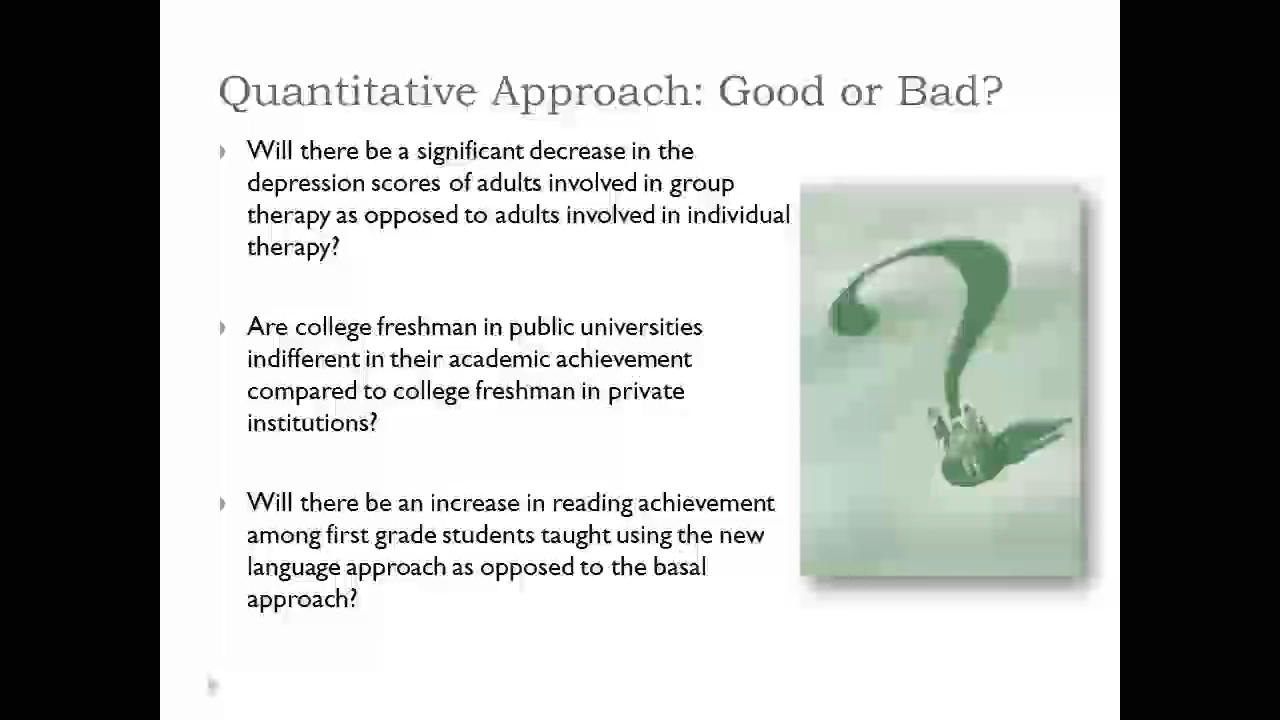 Quantitative Approach: Good or Bad?
Will there be a significant decrease in the
depression scores of adults involved in group
therapy as opposed to adults involved in individual
therapy?
Are college freshman in public universities
indifferent in their academic achievement
compared to college freshman in private
institutions?
Will there be an increase in reading achievement
among first grade students taught using the new
language approach as opposed to the basal
approach?